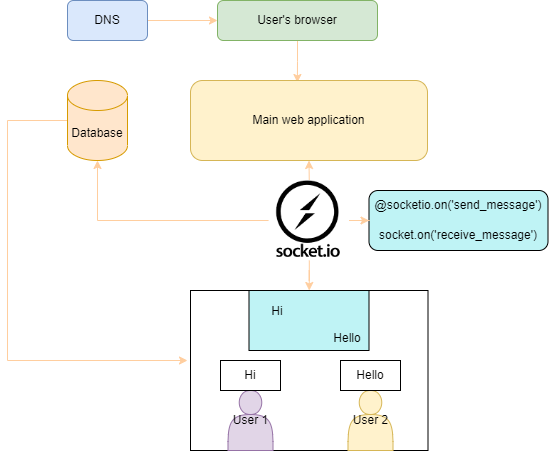 DNS
User's browser
Main web application
Database
@socketio.on('send_message')
socket.on('receive_message')
socket.io
Hi
Hello
Hi
Hello
User 1
User 2